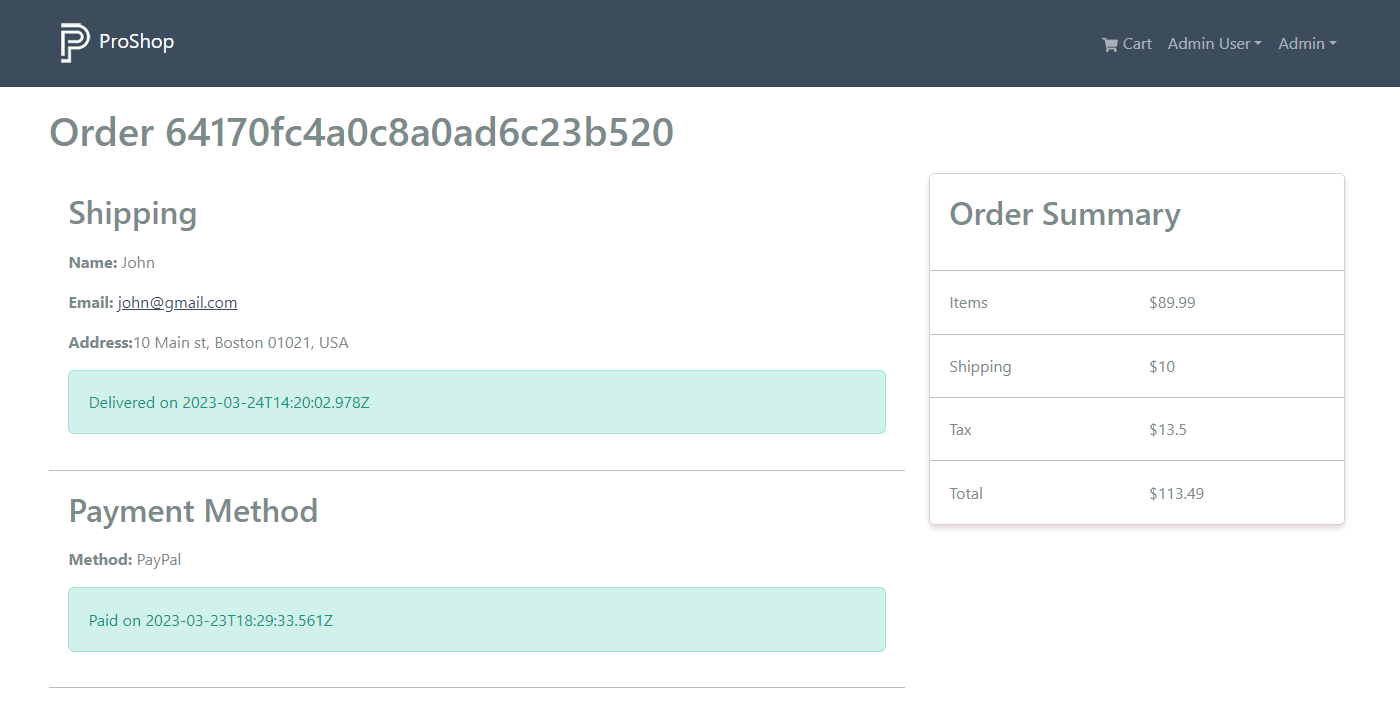 ProShop
Cart Admin User Admin
Order 64170fc4a0c8a0ad6c23b520
Shipping
Name: John
Email: john@gmail.com
Address:10 Main st, Boston 01021, USA
Delivered on 2023-03-24T14:20:02.978Z
Payment Method
Method: PayPal
Paid on 2023-03-23T18:29:33.561Z
Order Summary
Items $89.99
Shipping $10
Tax $13.5
Total $113.49